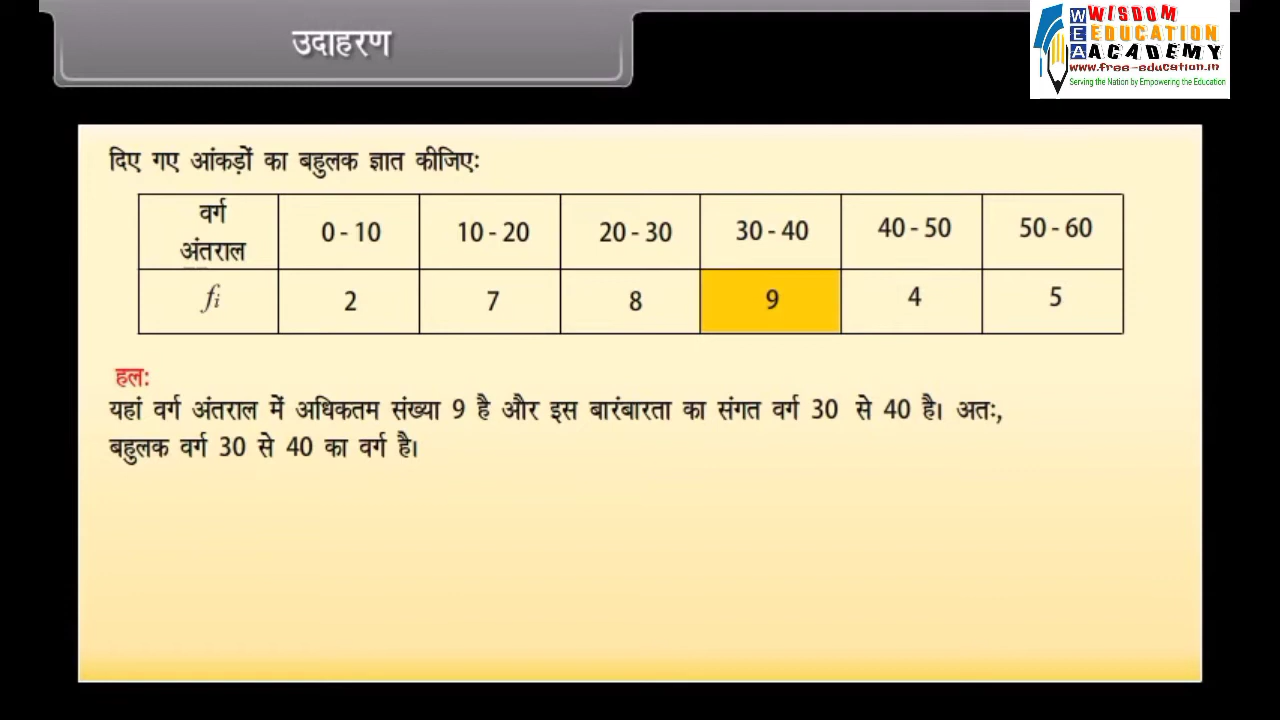 उदाहरण
WEA
WISDOM
EDUCATION
ACADEMY
www.free-education.in
Serving the Nation by Empowering the Education
दिए गए आंकड़ों का बहुलक ज्ञात कीजिए:
वर्ग अंतराल 0 - 10 10 - 20 20 - 30 30 - 40 40 - 50 50 - 60
fi 2 7 8 9 4 5
हल:
यहां वर्ग अंतराल में अधिकतम संख्या 9 है और इस बारंबारता का संगत वर्ग 30 से 40 है। अतः,
बहुलक वर्ग 30 से 40 का वर्ग है।